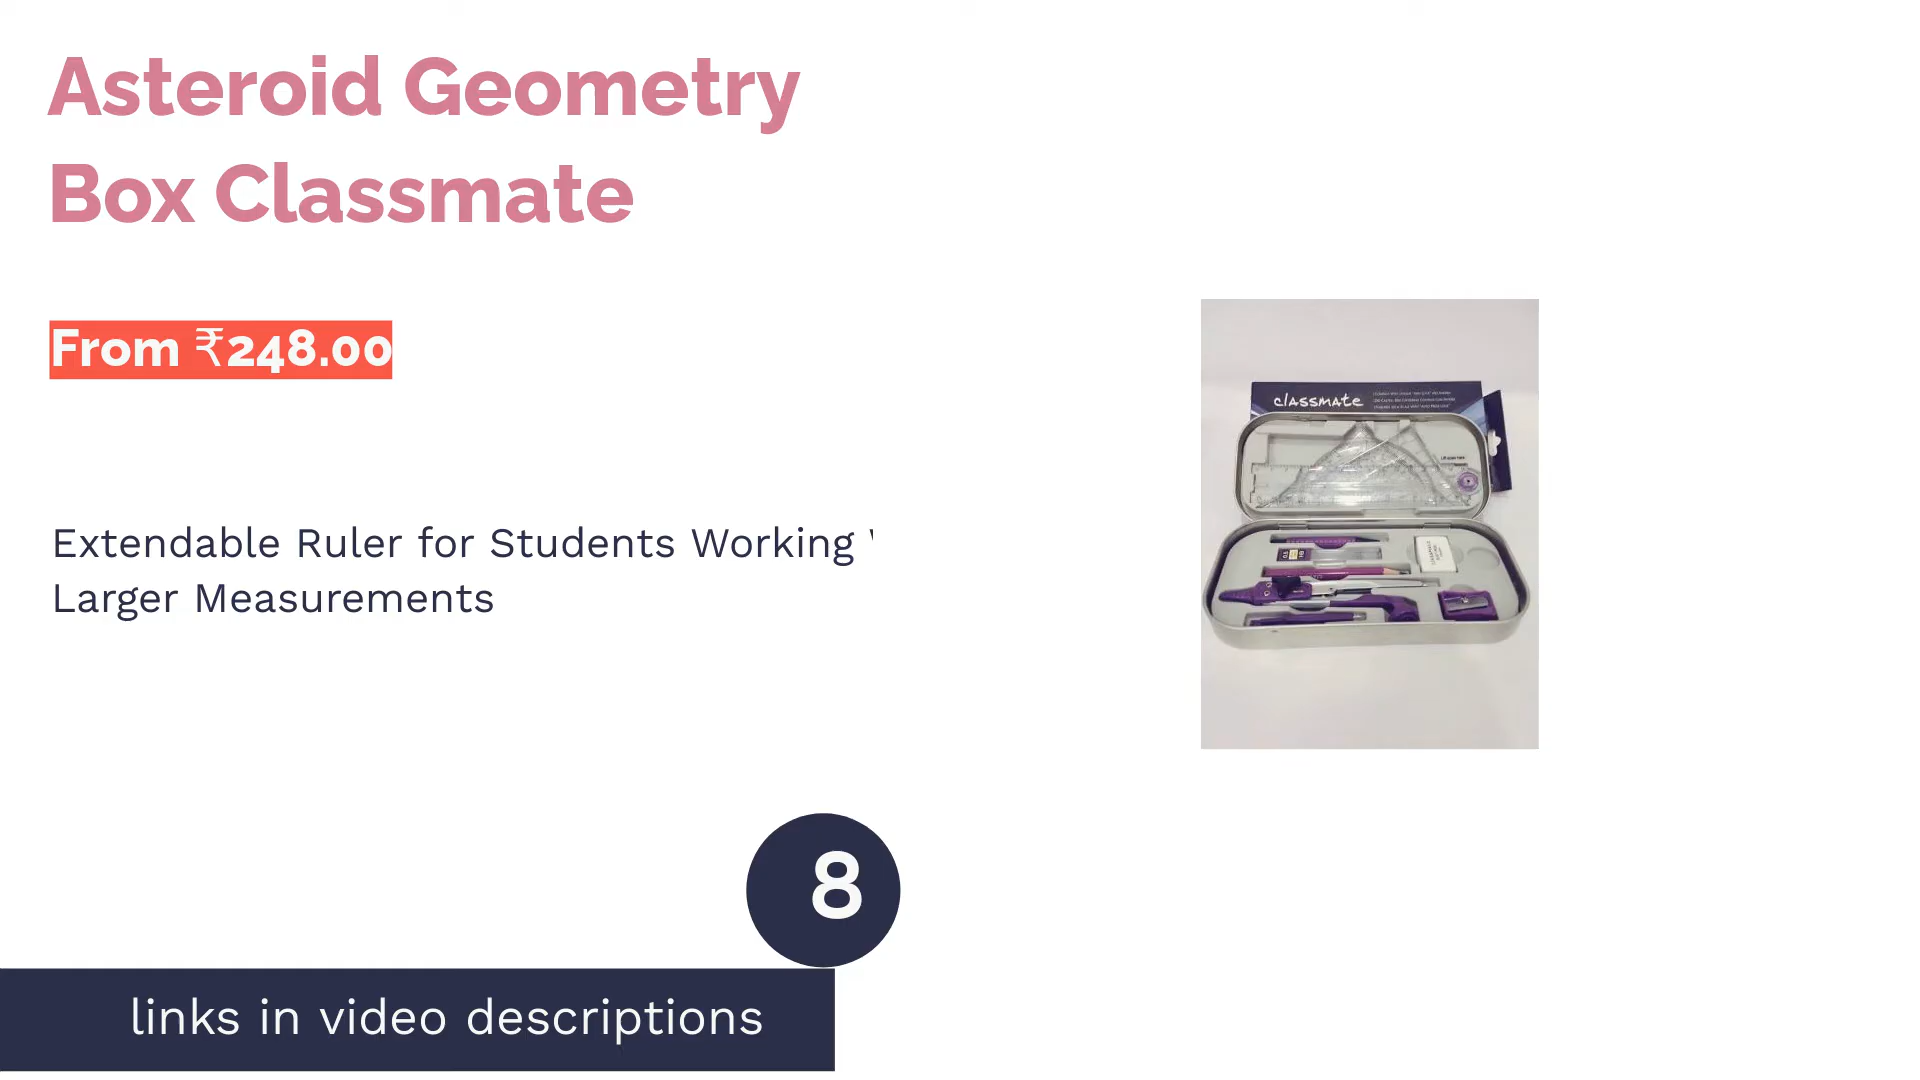 Asteroid Geometry
Box Classmate
From ₹248.00
Extendable Ruler for Students Working
Larger Measurements
classmate
8
links in video descriptions